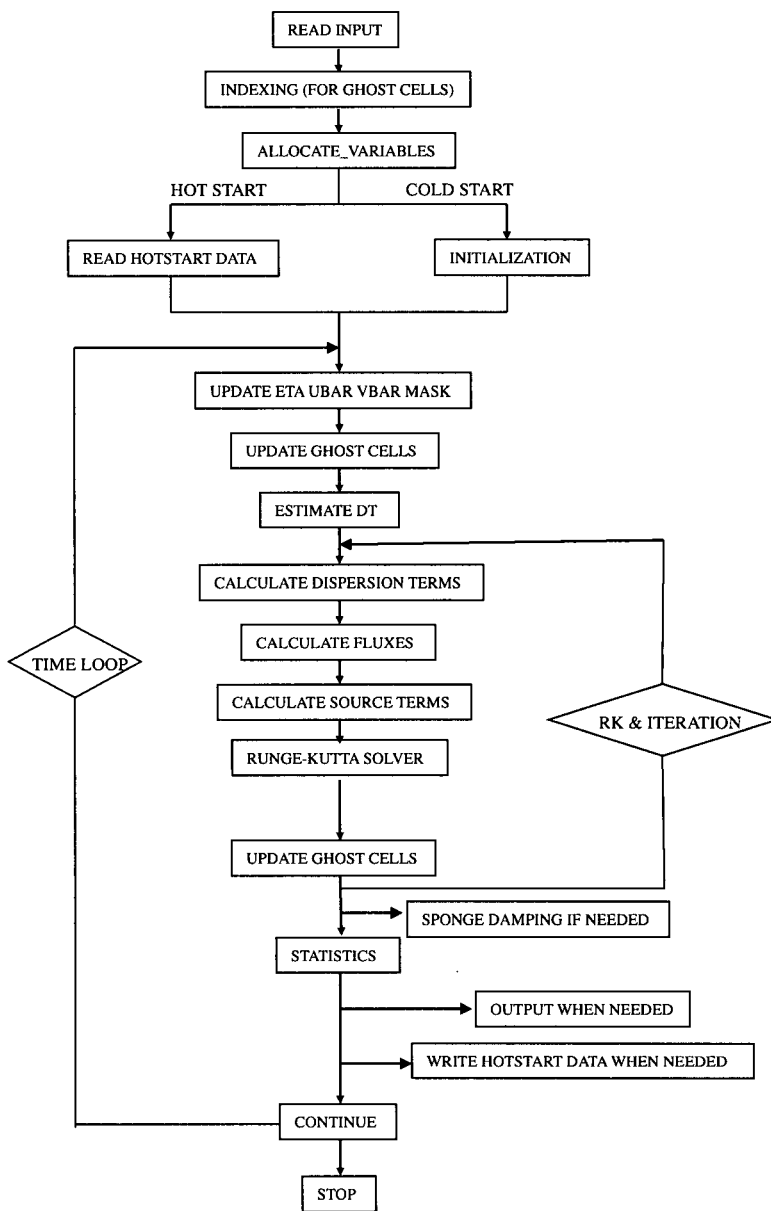 READ INPUT
INDEXING (FOR GHOST CELLS)
ALLOCATE_VARIABLES
HOT START
COLD START
READ HOTSTART DATA
INITIALIZATION
UPDATE ETA UBAR VBAR MASK
UPDATE GHOST CELLS
ESTIMATE DT
CALCULATE DISPERSION TERMS
CALCULATE FLUXES
TIME LOOP
CALCULATE SOURCE TERMS
RK & ITERATION
RUNGE-KUTTA SOLVER
UPDATE GHOST CELLS
SPONGE DAMPING IF NEEDED
STATISTICS
OUTPUT WHEN NEEDED
WRITE HOTSTART DATA WHEN NEEDED
CONTINUE
STOP